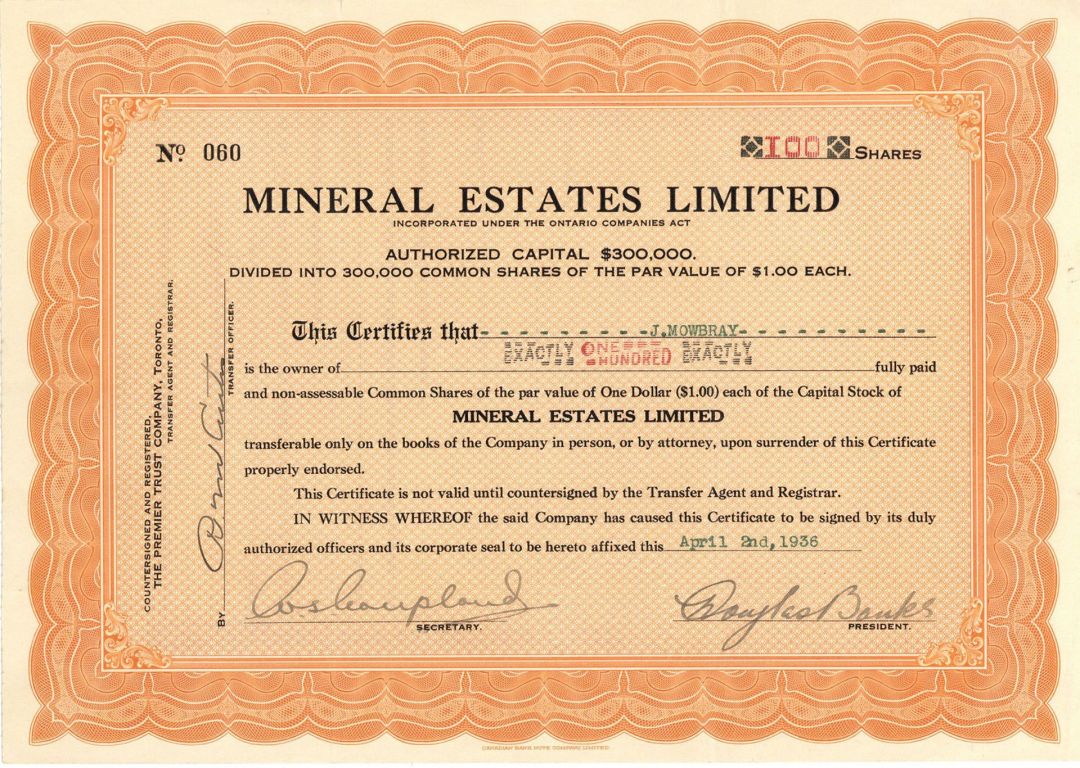 No. 060
100 SHARES
MINERAL ESTATES LIMITED
INCORPORATED UNDER THE ONTARIO COMPANIES ACT
AUTHORIZED CAPITAL $300,000.
DIVIDED INTO 300,000 COMMON SHARES OF THE PAR VALUE OF $1.00 EACH.
This Certifies that - - - - - - - - - J.MOWBRAY - - - - - - - - - -
EXACTLY ONE HUNDRED EXACTLY
is the owner of fully paid
and non-assessable Common Shares of the par value of One Dollar ($1.00) each of the Capital Stock of
MINERAL ESTATES LIMITED
transferable only on the books of the Company in person, or by attorney, upon surrender of this Certificate
properly endorsed.
This Certificate is not valid until countersigned by the Transfer Agent and Registrar.
IN WITNESS WHEREOF the said Company has caused this Certificate to be signed by its duly
authorized officers and its corporate seal to be hereto affixed this April 2nd, 1936
Douglas Banks
SECRETARY.
PRESIDENT.
COUNTERSIGNED AND REGISTERED,
THE PREMIER TRUST COMPANY, TORONTO,
TRANSFER AGENT AND REGISTRAR.
BY
TRANSFER OFFICER.
CANADIAN BANK NOTE COMPANY LIMITED